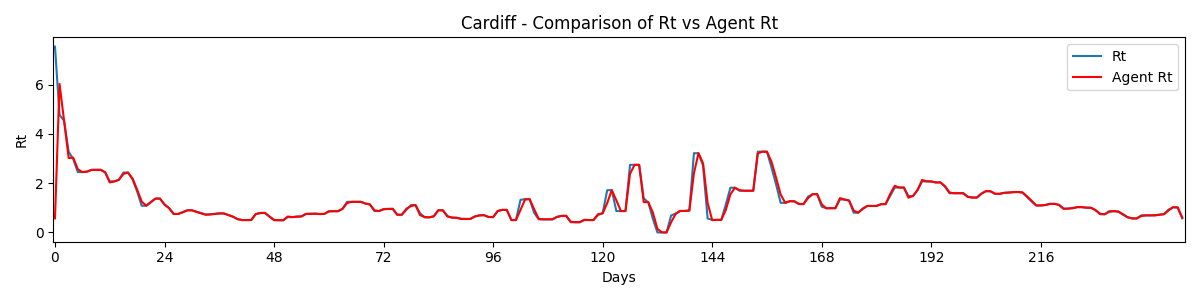 Cardiff - Comparison of Rt vs Agent Rt
Rt
Agent Rt
Rt
6
4
2
0
0 24 48 72 96 120 144 168 192 216
Days